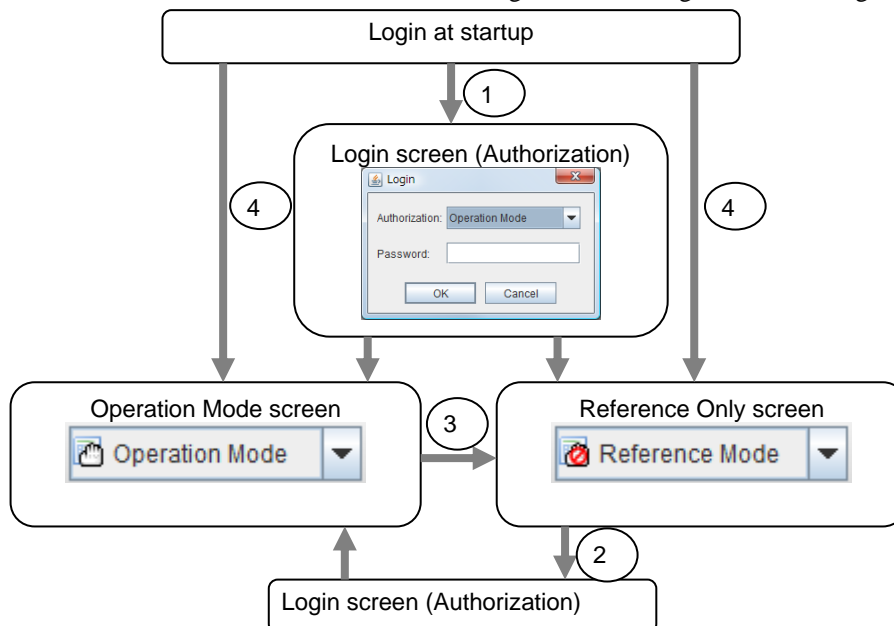 Login at startup
1
Login screen (Authorization)
Login
Authorization: Operation Mode
Password:
OK Cancel
4
4
Operation Mode screen
Operation Mode
3
Reference Only screen
Reference Mode
2
Login screen (Authorization)